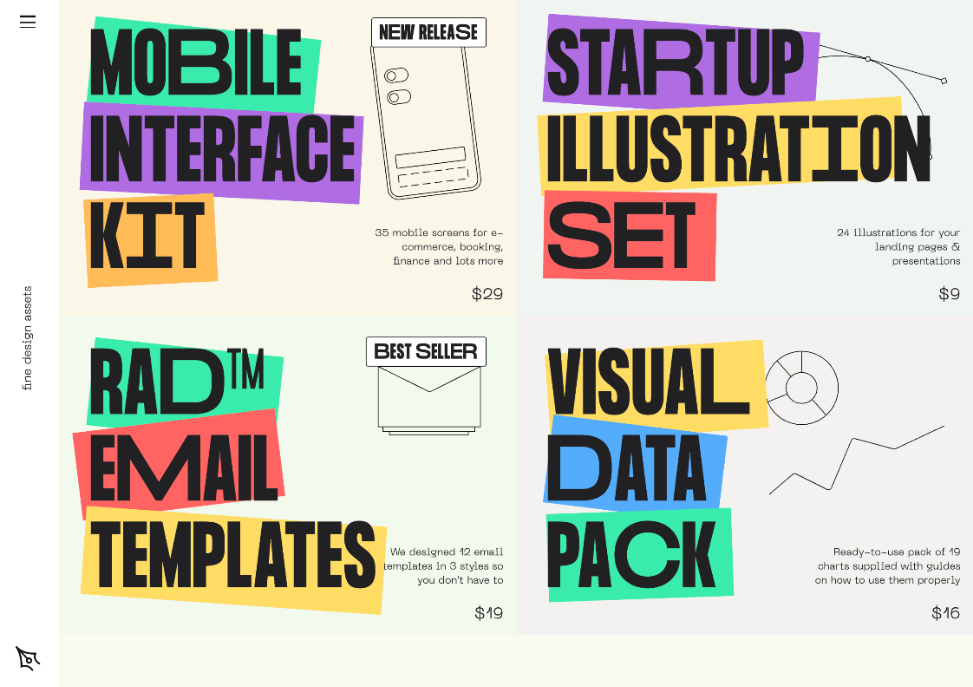 MOBILE
INTERFACE
KIT
NEW RELEASE
35 mobile screens for e-
commerce, booking,
finance and lots more
$29
STARTUP
ILLUSTRATION
SET
24 illustrations for your
landing pages &
presentations
$9
fine design assets
RAD™
EMAIL
TEMPLATES
BEST SELLER
We designed 12 email
templates in 3 styles so
you don't have to
$19
VISUAL
DATA
PACK
Ready-to-use pack of 19
charts supplied with guides
on how to use them properly
$16